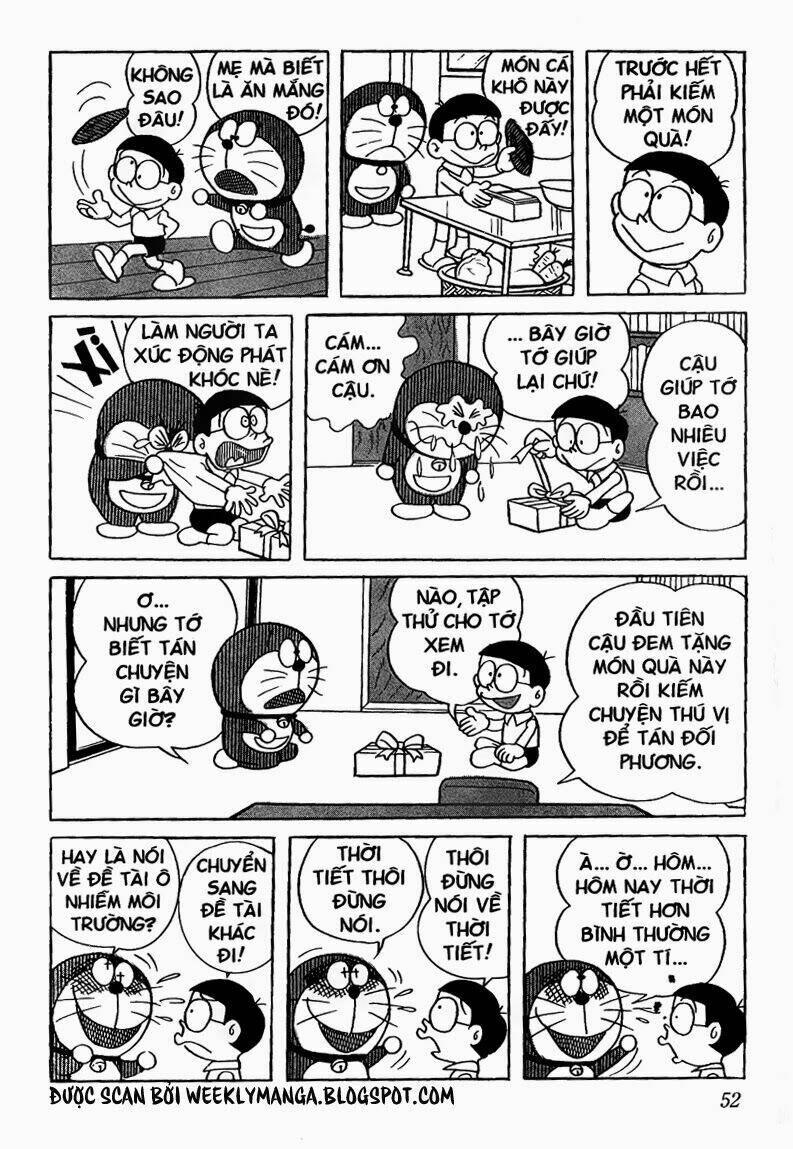 TRƯỚC HẾT
PHẢI KIẾM
MỘT MÓN
QUÀ!
MÓN CÁ
KHÔ NÀY
ĐƯỢC
ĐẤY!
MẸ MÀ BIẾT
LÀ ĂN MẮNG
ĐÓ!
KHÔNG
SAO
ĐÂU!
CẬU
GIÚP TỚ
BAO
NHIÊU
VIỆC
RỒI...
... BÂY GIỜ
TỚ GIÚP
LẠI CHỨ!
CÁM...
CÁM ƠN
CẬU.
LÀM NGƯỜI TA
XÚC ĐỘNG PHÁT
KHÓC NÈ!
XÌ
ĐẦU TIÊN
CẬU ĐEM TẶNG
MÓN QUÀ NÀY
RỒI KIẾM
CHUYỆN THÚ VỊ
ĐỂ TÁN ĐỐI
PHƯƠNG.
NÀO, TẬP
THỬ CHO TỚ
XEM
ĐI.
Ơ...
NHƯNG TỚ
BIẾT TÁN
CHUYỆN
GÌ BÂY
GIỜ?
À... Ờ... HÔM...
HÔM NAY THỜI
TIẾT HƠN
BÌNH THƯỜNG
MỘT TÍ...
THÔI
ĐỪNG
NÓI VỀ
THỜI
TIẾT!
THỜI
TIẾT THÔI
ĐỪNG
NÓI.
CHUYỂN
SANG
ĐỀ TÀI
KHÁC
ĐI!
HAY LÀ NÓI
VỀ ĐỀ TÀI Ô
NHIỄM MÔI
TRƯỜNG?
ĐƯỢC SCAN BỞI WEEKLYMANGA.BLOGSPOT.COM
52